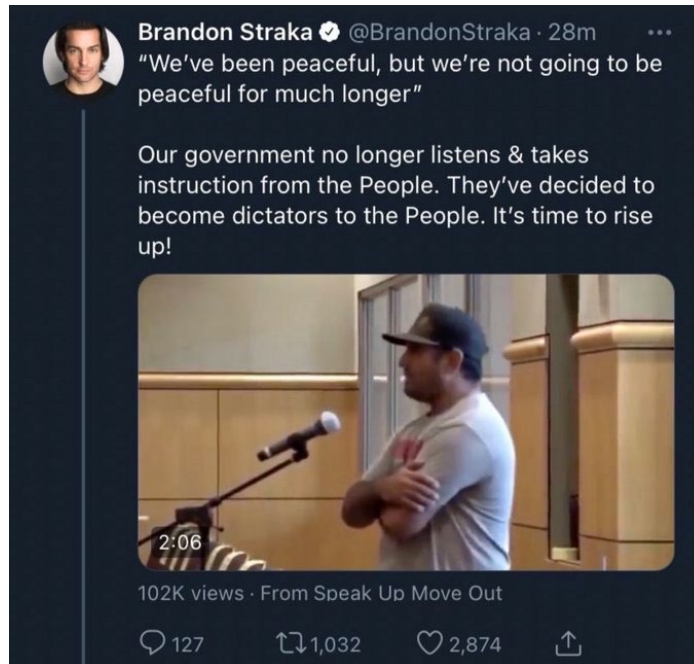 Brandon Straka @BrandonStraka · 28m
“We’ve been peaceful, but we’re not going to be
peaceful for much longer”
Our government no longer listens & takes
instruction from the People. They’ve decided to
become dictators to the People. It’s time to rise
up!
2:06
102K views · From Speak Up Move Out
127 1,032 2,874